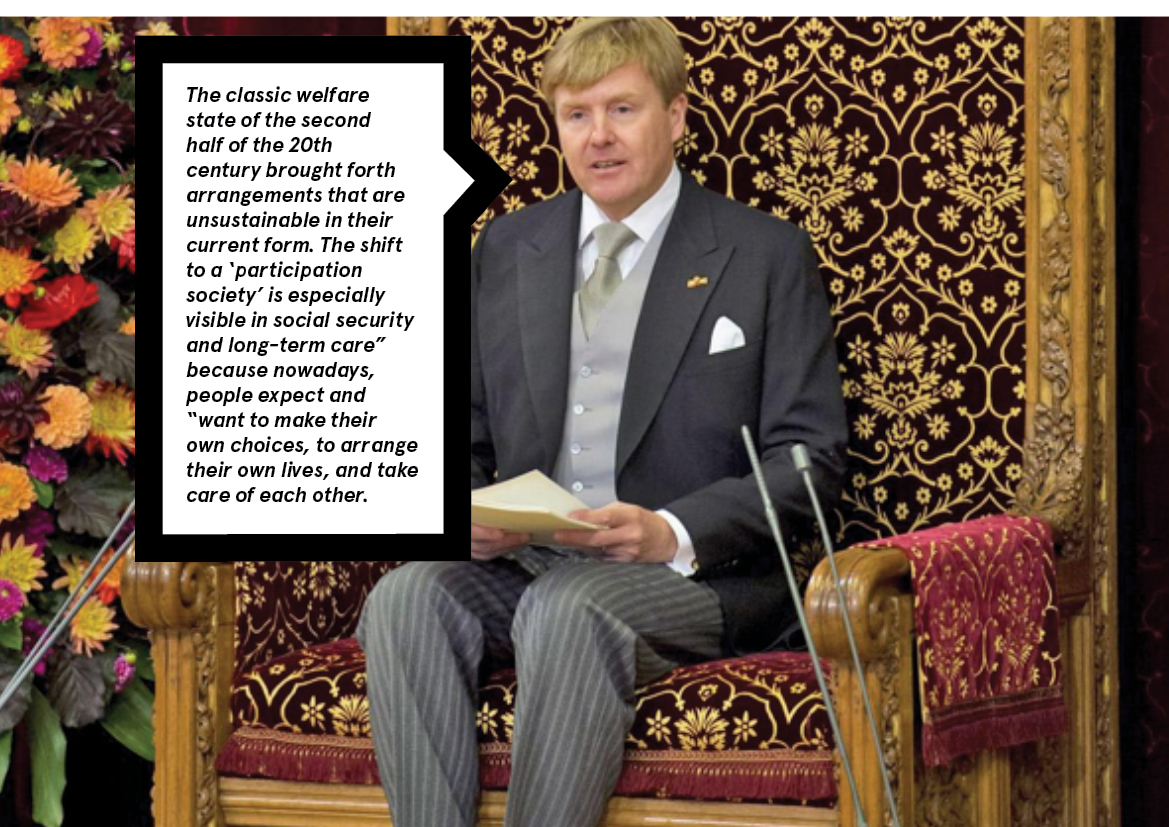 The classic welfare
state of the second
half of the 20th
century brought forth
arrangements that are
unsustainable in their
current form. The shift
to a ‘participation
society’ is especially
visible in social security
and long-term care”
because nowadays,
people expect and
“want to make their
own choices, to arrange
their own lives, and take
care of each other.